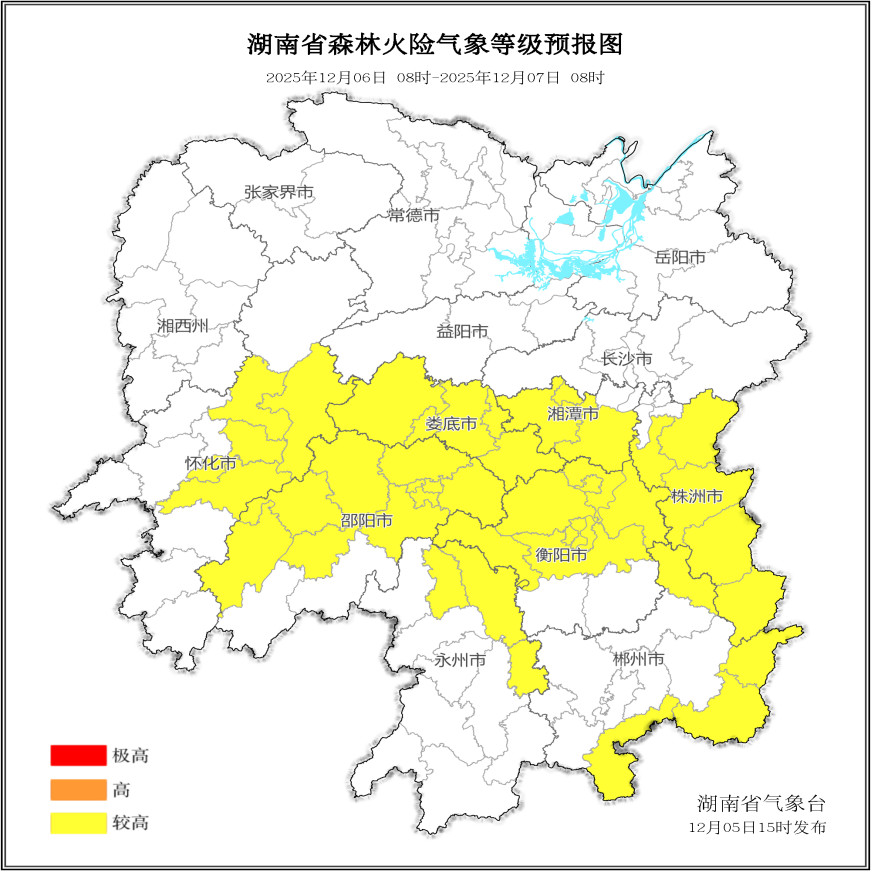 湖南省森林火险气象等级预报图
2025年12月06日 08时-2025年12月07日 08时
张家界市
常德市
岳阳市
湘西州
益阳市
长沙市
娄底市
湘潭市
怀化市
株洲市
邵阳市
衡阳市
永州市
郴州市
极高
高
较高
湖南省气象台
12月05日15时发布